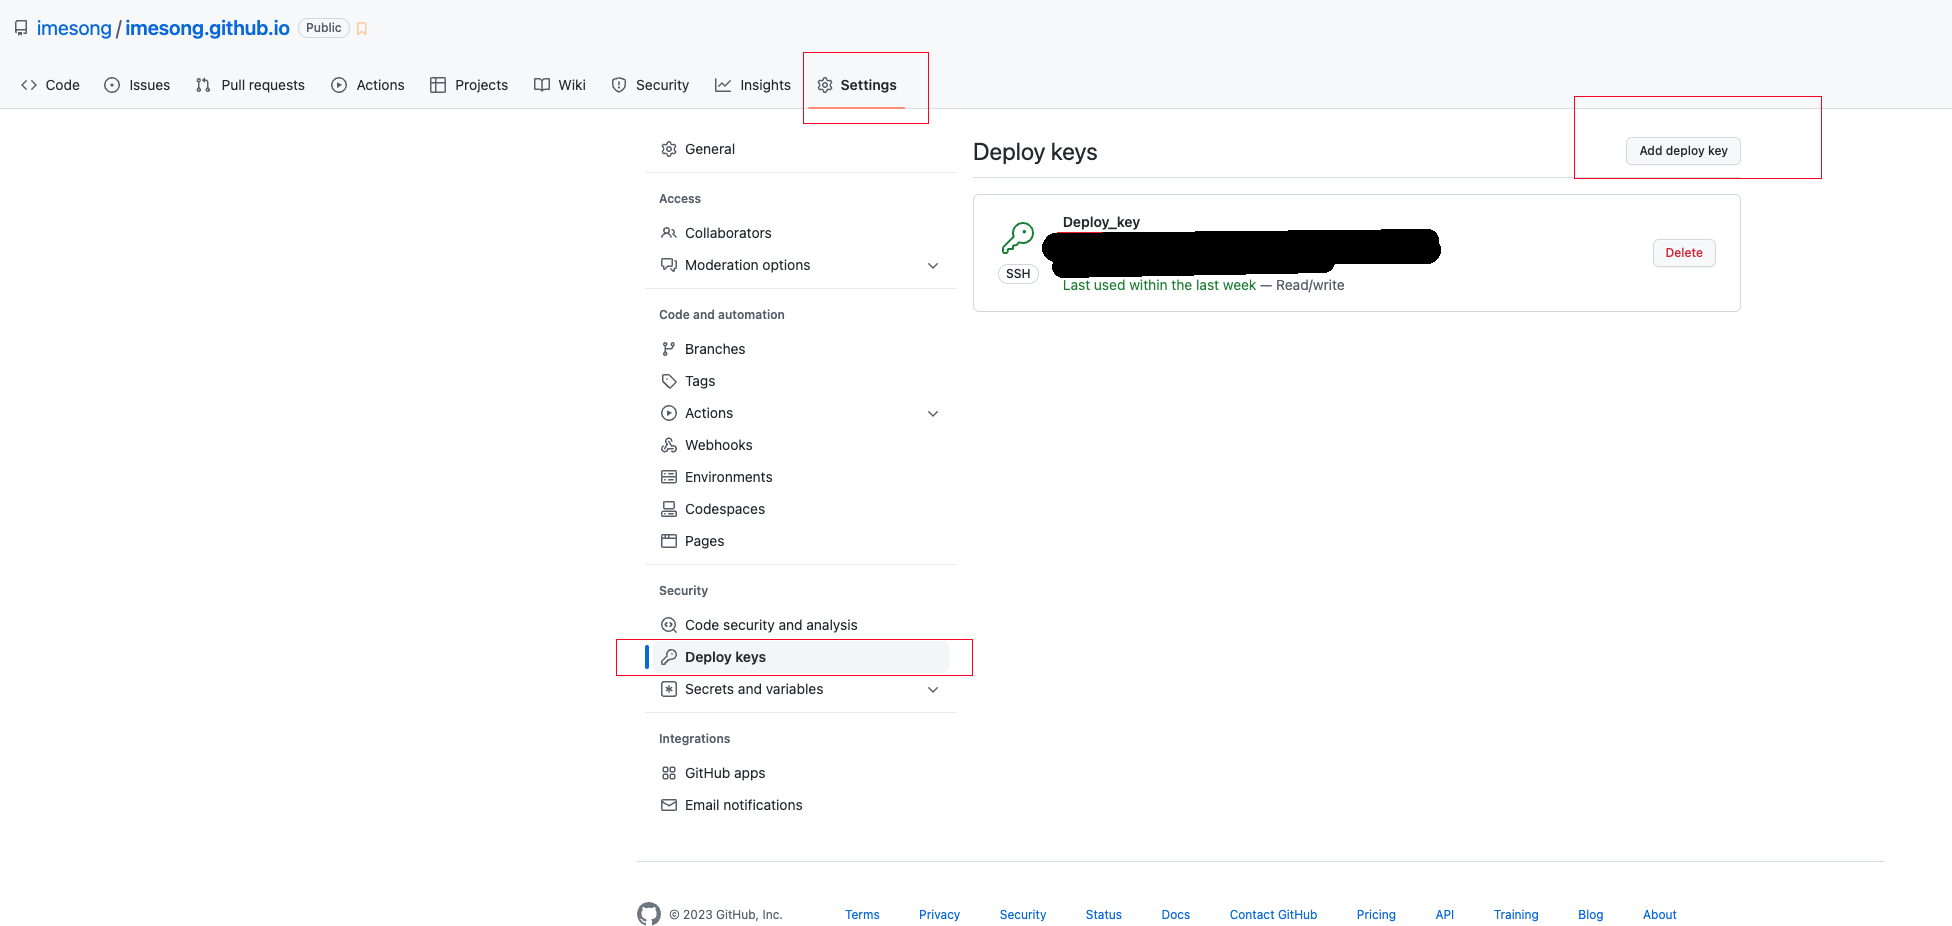 imesong / imesong.github.io Public
Code Issues Pull requests Actions Projects Wiki Security Insights Settings
General
Access
Collaborators
Moderation options
Code and automation
Branches
Tags
Actions
Webhooks
Environments
Codespaces
Pages
Security
Code security and analysis
Deploy keys
Secrets and variables
Integrations
GitHub apps
Email notifications
Deploy keys
Add deploy key
Deploy_key
SSH
Last used within the last week — Read/write
Delete
© 2023 GitHub, Inc. Terms Privacy Security Status Docs Contact GitHub Pricing API Training Blog About